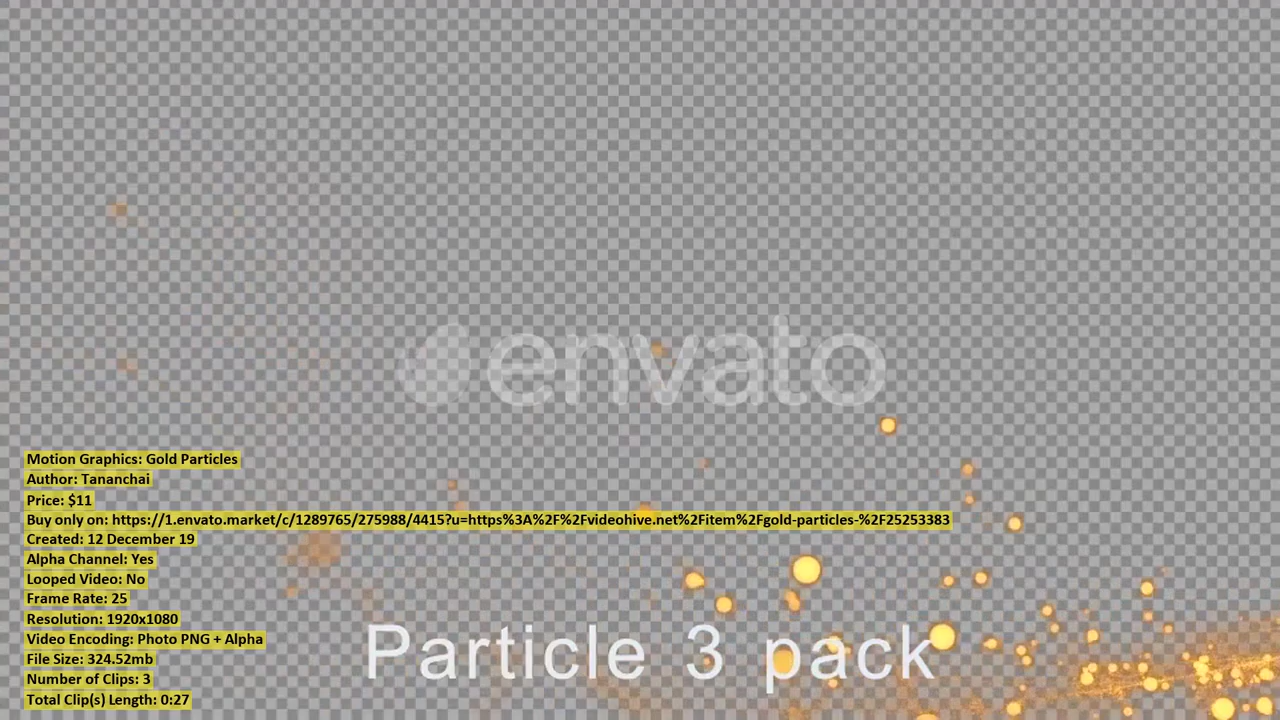 envato
Motion Graphics: Gold Particles
Author: Tananchai
Price: $11
Buy only on: https://1.envato.market/c/1289765/275988/4415?u=https%3A%2F%2Fvideohive.net%2Fitem%2Fgold-particles-%2F25253383
Created: 12 December 19
Alpha Channel: Yes
Looped Video: No
Frame Rate: 25
Resolution: 1920x1080
Video Encoding: Photo PNG + Alpha
File Size: 324.52mb
Number of Clips: 3
Total Clip(s) Length: 0:27
Particle 3 pack